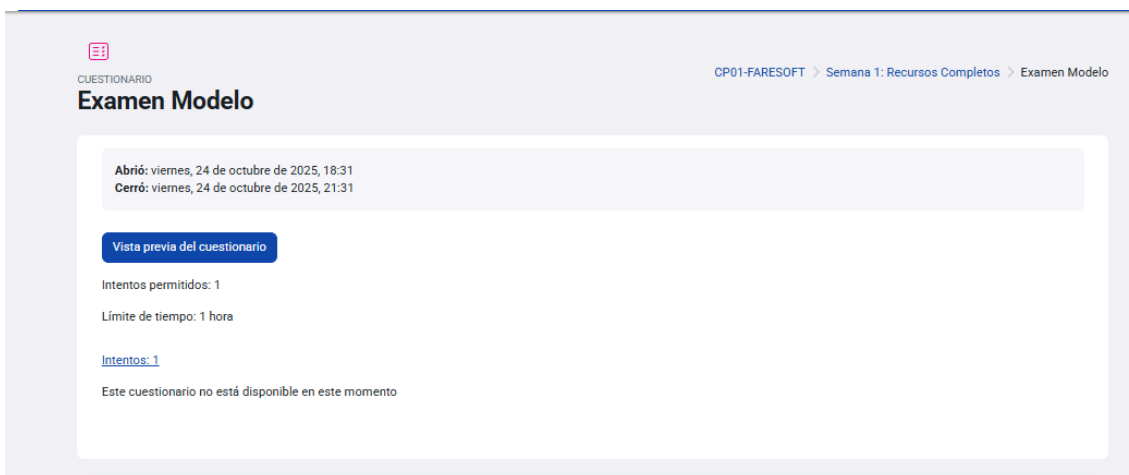 CUESTIONARIO
Examen Modelo
CP01-FARESOFT > Semana 1: Recursos Completos > Examen Modelo
Abrió: viernes, 24 de octubre de 2025, 18:31
Cerró: viernes, 24 de octubre de 2025, 21:31
Vista previa del cuestionario
Intentos permitidos: 1
Límite de tiempo: 1 hora
Intentos: 1
Este cuestionario no está disponible en este momento